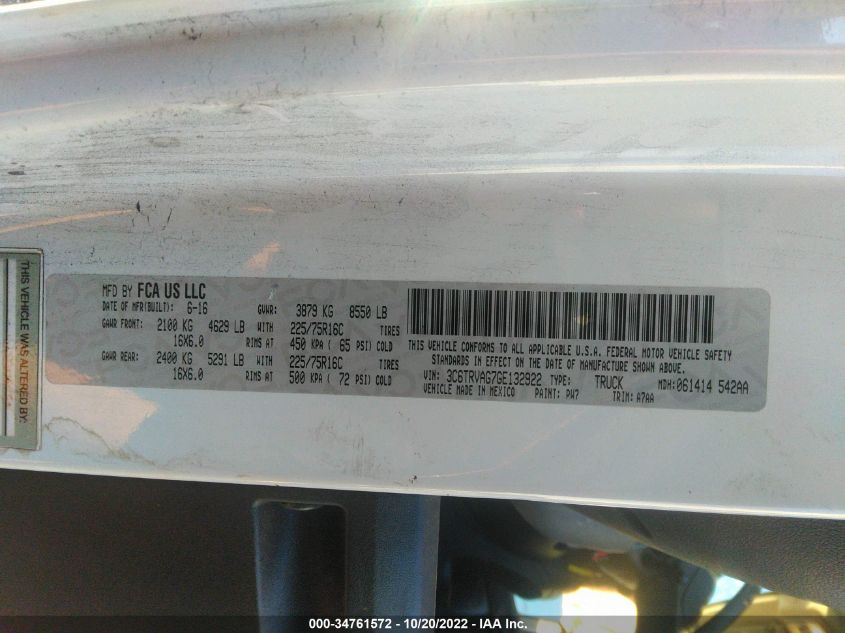 THIS VEHICLE WAS ALTERED BY:
MFD BY FCA US LLC
DATE OF MFR(BUILT): 6-16 GVWR: 3879 KG 8550 LB
GAWR FRONT: 2100 KG 4629 LB WITH 225/75R16C TIRES
16X6.0 RIMS AT 450 KPA ( 65 PSI) COLD
GAWR REAR: 2400 KG 5291 LB WITH 225/75R16C TIRES
16X6.0 RIMS AT 500 KPA ( 72 PSI) COLD
THIS VEHICLE CONFORMS TO ALL APPLICABLE U.S.A. FEDERAL MOTOR VEHICLE SAFETY
STANDARDS IN EFFECT ON THE DATE OF MANUFACTURE SHOWN ABOVE.
VIN: 3C6TRVAG7GE132922 TYPE: TRUCK MDH: 061414 542AA
VEHICLE MADE IN MEXICO PAINT: PW7 TRIM: A7AA
000-34761572 - 10/20/2022 - IAA Inc.